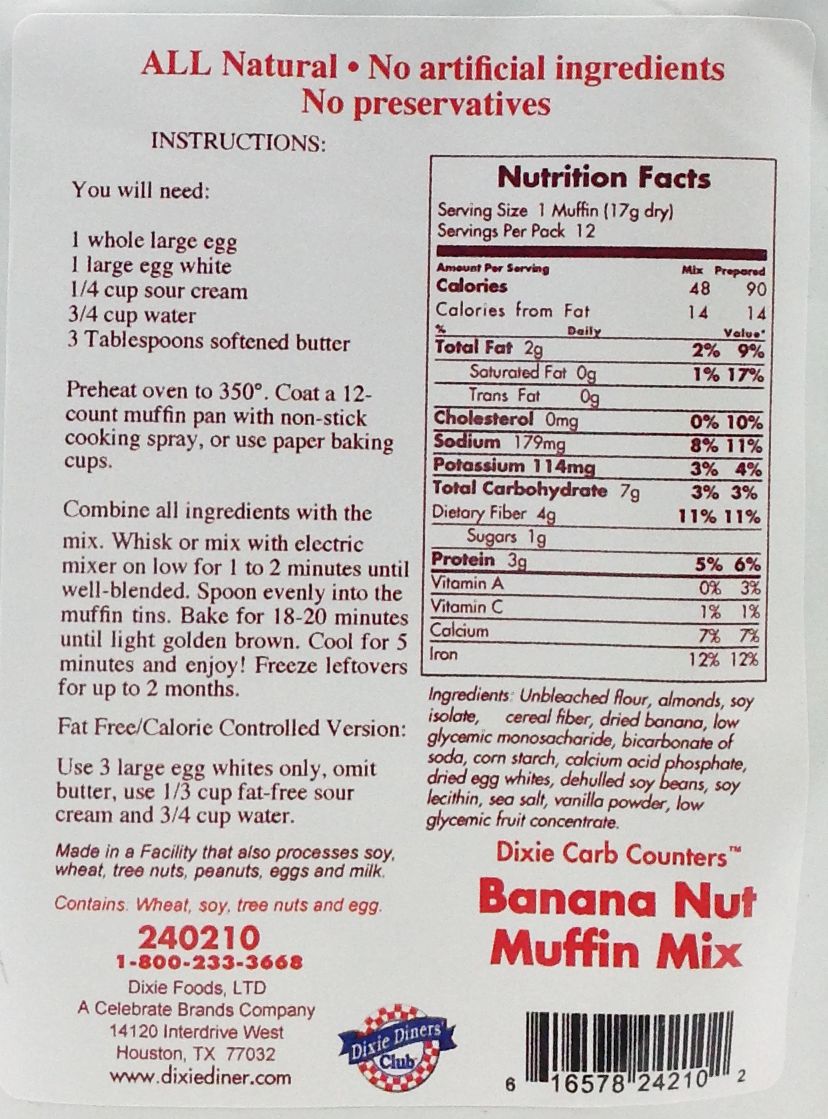 ALL Natural • No artificial ingredients
No preservatives
INSTRUCTIONS:
You will need:
1 whole large egg
1 large egg white
1/4 cup sour cream
3/4 cup water
3 Tablespoons softened butter
Preheat oven to 350°. Coat a 12-
count muffin pan with non-stick
cooking spray, or use paper baking
cups.
Combine all ingredients with the
mix. Whisk or mix with electric
mixer on low for 1 to 2 minutes until
well-blended. Spoon evenly into the
muffin tins. Bake for 18-20 minutes
until light golden brown. Cool for 5
minutes and enjoy! Freeze leftovers
for up to 2 months.
Fat Free/Calorie Controlled Version:
Use 3 large egg whites only, omit
butter, use 1/3 cup fat-free sour
cream and 3/4 cup water.
Made in a Facility that also processes soy,
wheat, tree nuts, peanuts, eggs and milk.
Contains: Wheat, soy, tree nuts and egg.
240210
1-800-233-3668
Dixie Foods, LTD
A Celebrate Brands Company
14120 Interdrive West
Houston, TX 77032
www.dixiediner.com
Dixie Diners'
Club
Nutrition Facts
Serving Size 1 Muffin (17g dry)
Servings Per Pack 12
Amount Per Serving Mix Prepared
Calories 48 90
Calories from Fat 14 14
% Daily Value*
Total Fat 2g 2% 9%
Saturated Fat 0g 1% 17%
Trans Fat 0g
Cholesterol 0mg 0% 10%
Sodium 179mg 8% 11%
Potassium 114mg 3% 4%
Total Carbohydrate 7g 3% 3%
Dietary Fiber 4g 11% 11%
Sugars 1g
Protein 3g 5% 6%
Vitamin A 0% 3%
Vitamin C 1% 1%
Calcium 7% 7%
Iron 12% 12%
Ingredients: Unbleached flour, almonds, soy
isolate, cereal fiber, dried banana, low
glycemic monosacharide, bicarbonate of
soda, corn starch, calcium acid phosphate,
dried egg whites, dehulled soy beans, soy
lecithin, sea salt, vanilla powder, low
glycemic fruit concentrate.
Dixie Carb Counters™
Banana Nut
Muffin Mix
6 16578 24210 2